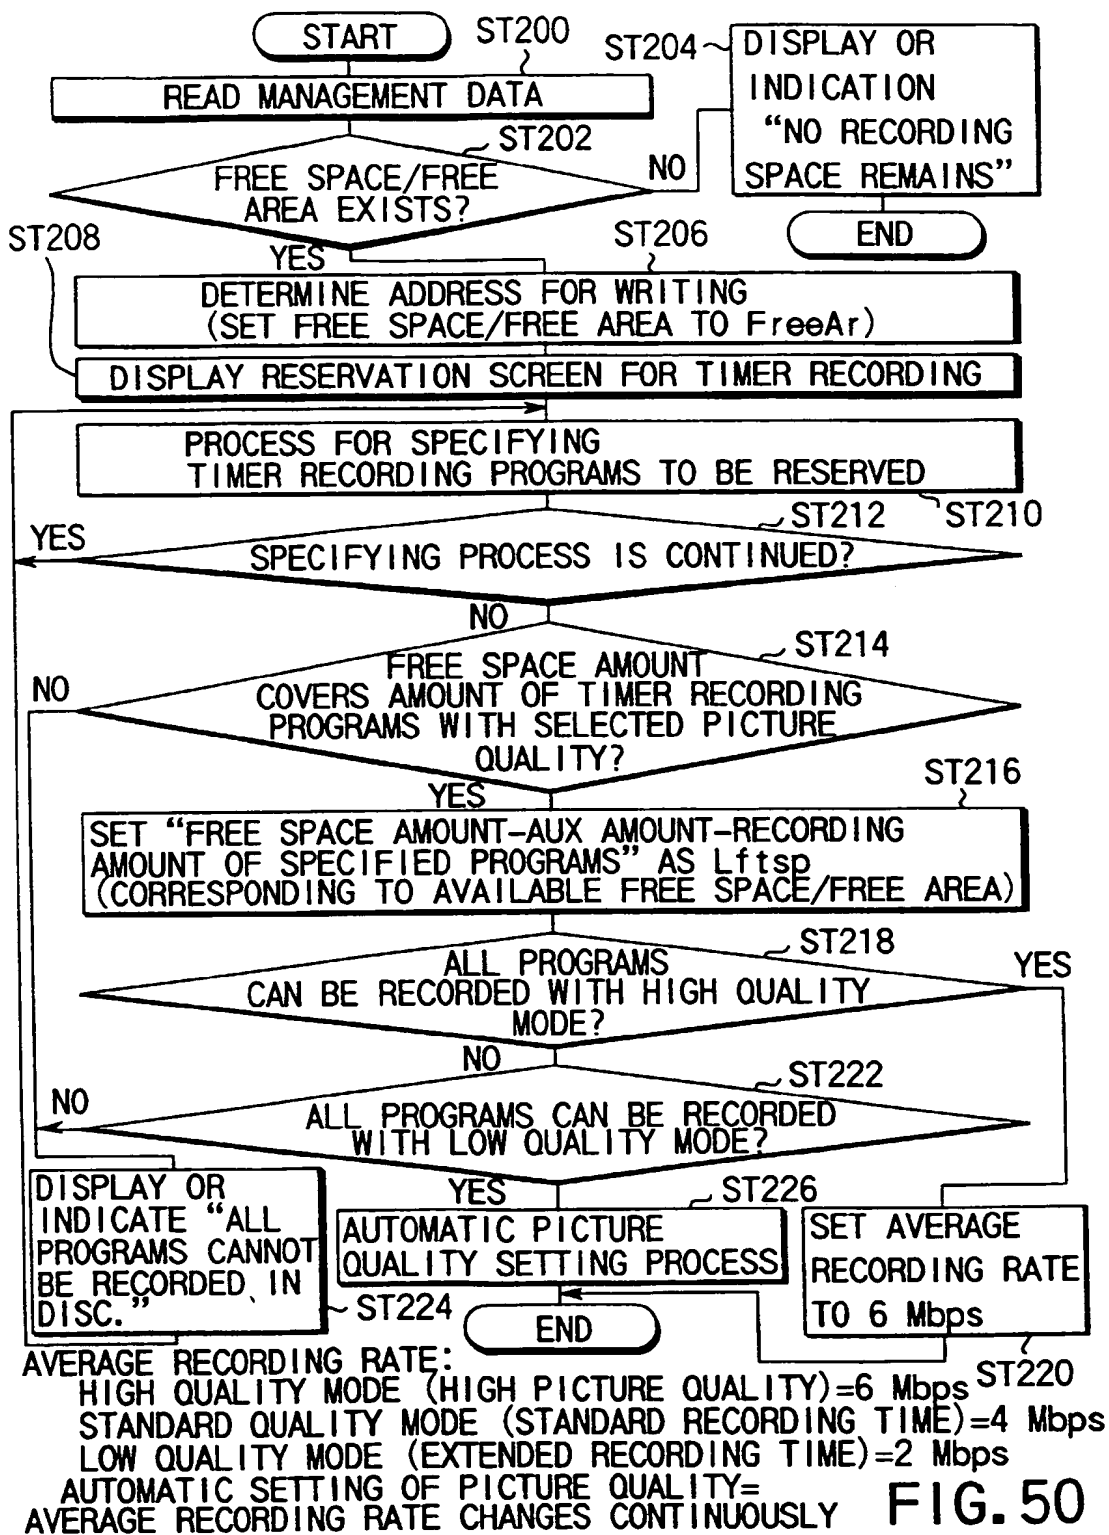 START
ST200
READ MANAGEMENT DATA
ST204
DISPLAY OR
INDICATION
“NO RECORDING
SPACE REMAINS”
ST202
FREE SPACE/FREE
AREA EXISTS?
NO
END
ST208
YES
ST206
DETERMINE ADDRESS FOR WRITING
(SET FREE SPACE/FREE AREA TO FreeAr)
DISPLAY RESERVATION SCREEN FOR TIMER RECORDING
PROCESS FOR SPECIFYING
TIMER RECORDING PROGRAMS TO BE RESERVED
ST210
ST212
YES
SPECIFYING PROCESS IS CONTINUED?
NO
ST214
NO
FREE SPACE AMOUNT
COVERS AMOUNT OF TIMER RECORDING
PROGRAMS WITH SELECTED PICTURE
QUALITY?
YES
ST216
SET “FREE SPACE AMOUNT-AUX AMOUNT-RECORDING
AMOUNT OF SPECIFIED PROGRAMS” AS Lftsp
(CORRESPONDING TO AVAILABLE FREE SPACE/FREE AREA)
ST218
ALL PROGRAMS
CAN BE RECORDED WITH HIGH QUALITY
MODE?
YES
NO
ST222
NO
ALL PROGRAMS CAN BE RECORDED
WITH LOW QUALITY MODE?
YES
DISPLAY OR
INDICATE “ALL
PROGRAMS CANNOT
BE RECORDED IN
DISC.”
ST224
ST226
AUTOMATIC PICTURE
QUALITY SETTING PROCESS
END
SET AVERAGE
RECORDING RATE
TO 6 Mbps
ST220
AVERAGE RECORDING RATE:
HIGH QUALITY MODE (HIGH PICTURE QUALITY)=6 Mbps
STANDARD QUALITY MODE (STANDARD RECORDING TIME)=4 Mbps
LOW QUALITY MODE (EXTENDED RECORDING TIME)=2 Mbps
AUTOMATIC SETTING OF PICTURE QUALITY=
AVERAGE RECORDING RATE CHANGES CONTINUOUSLY
FIG. 50